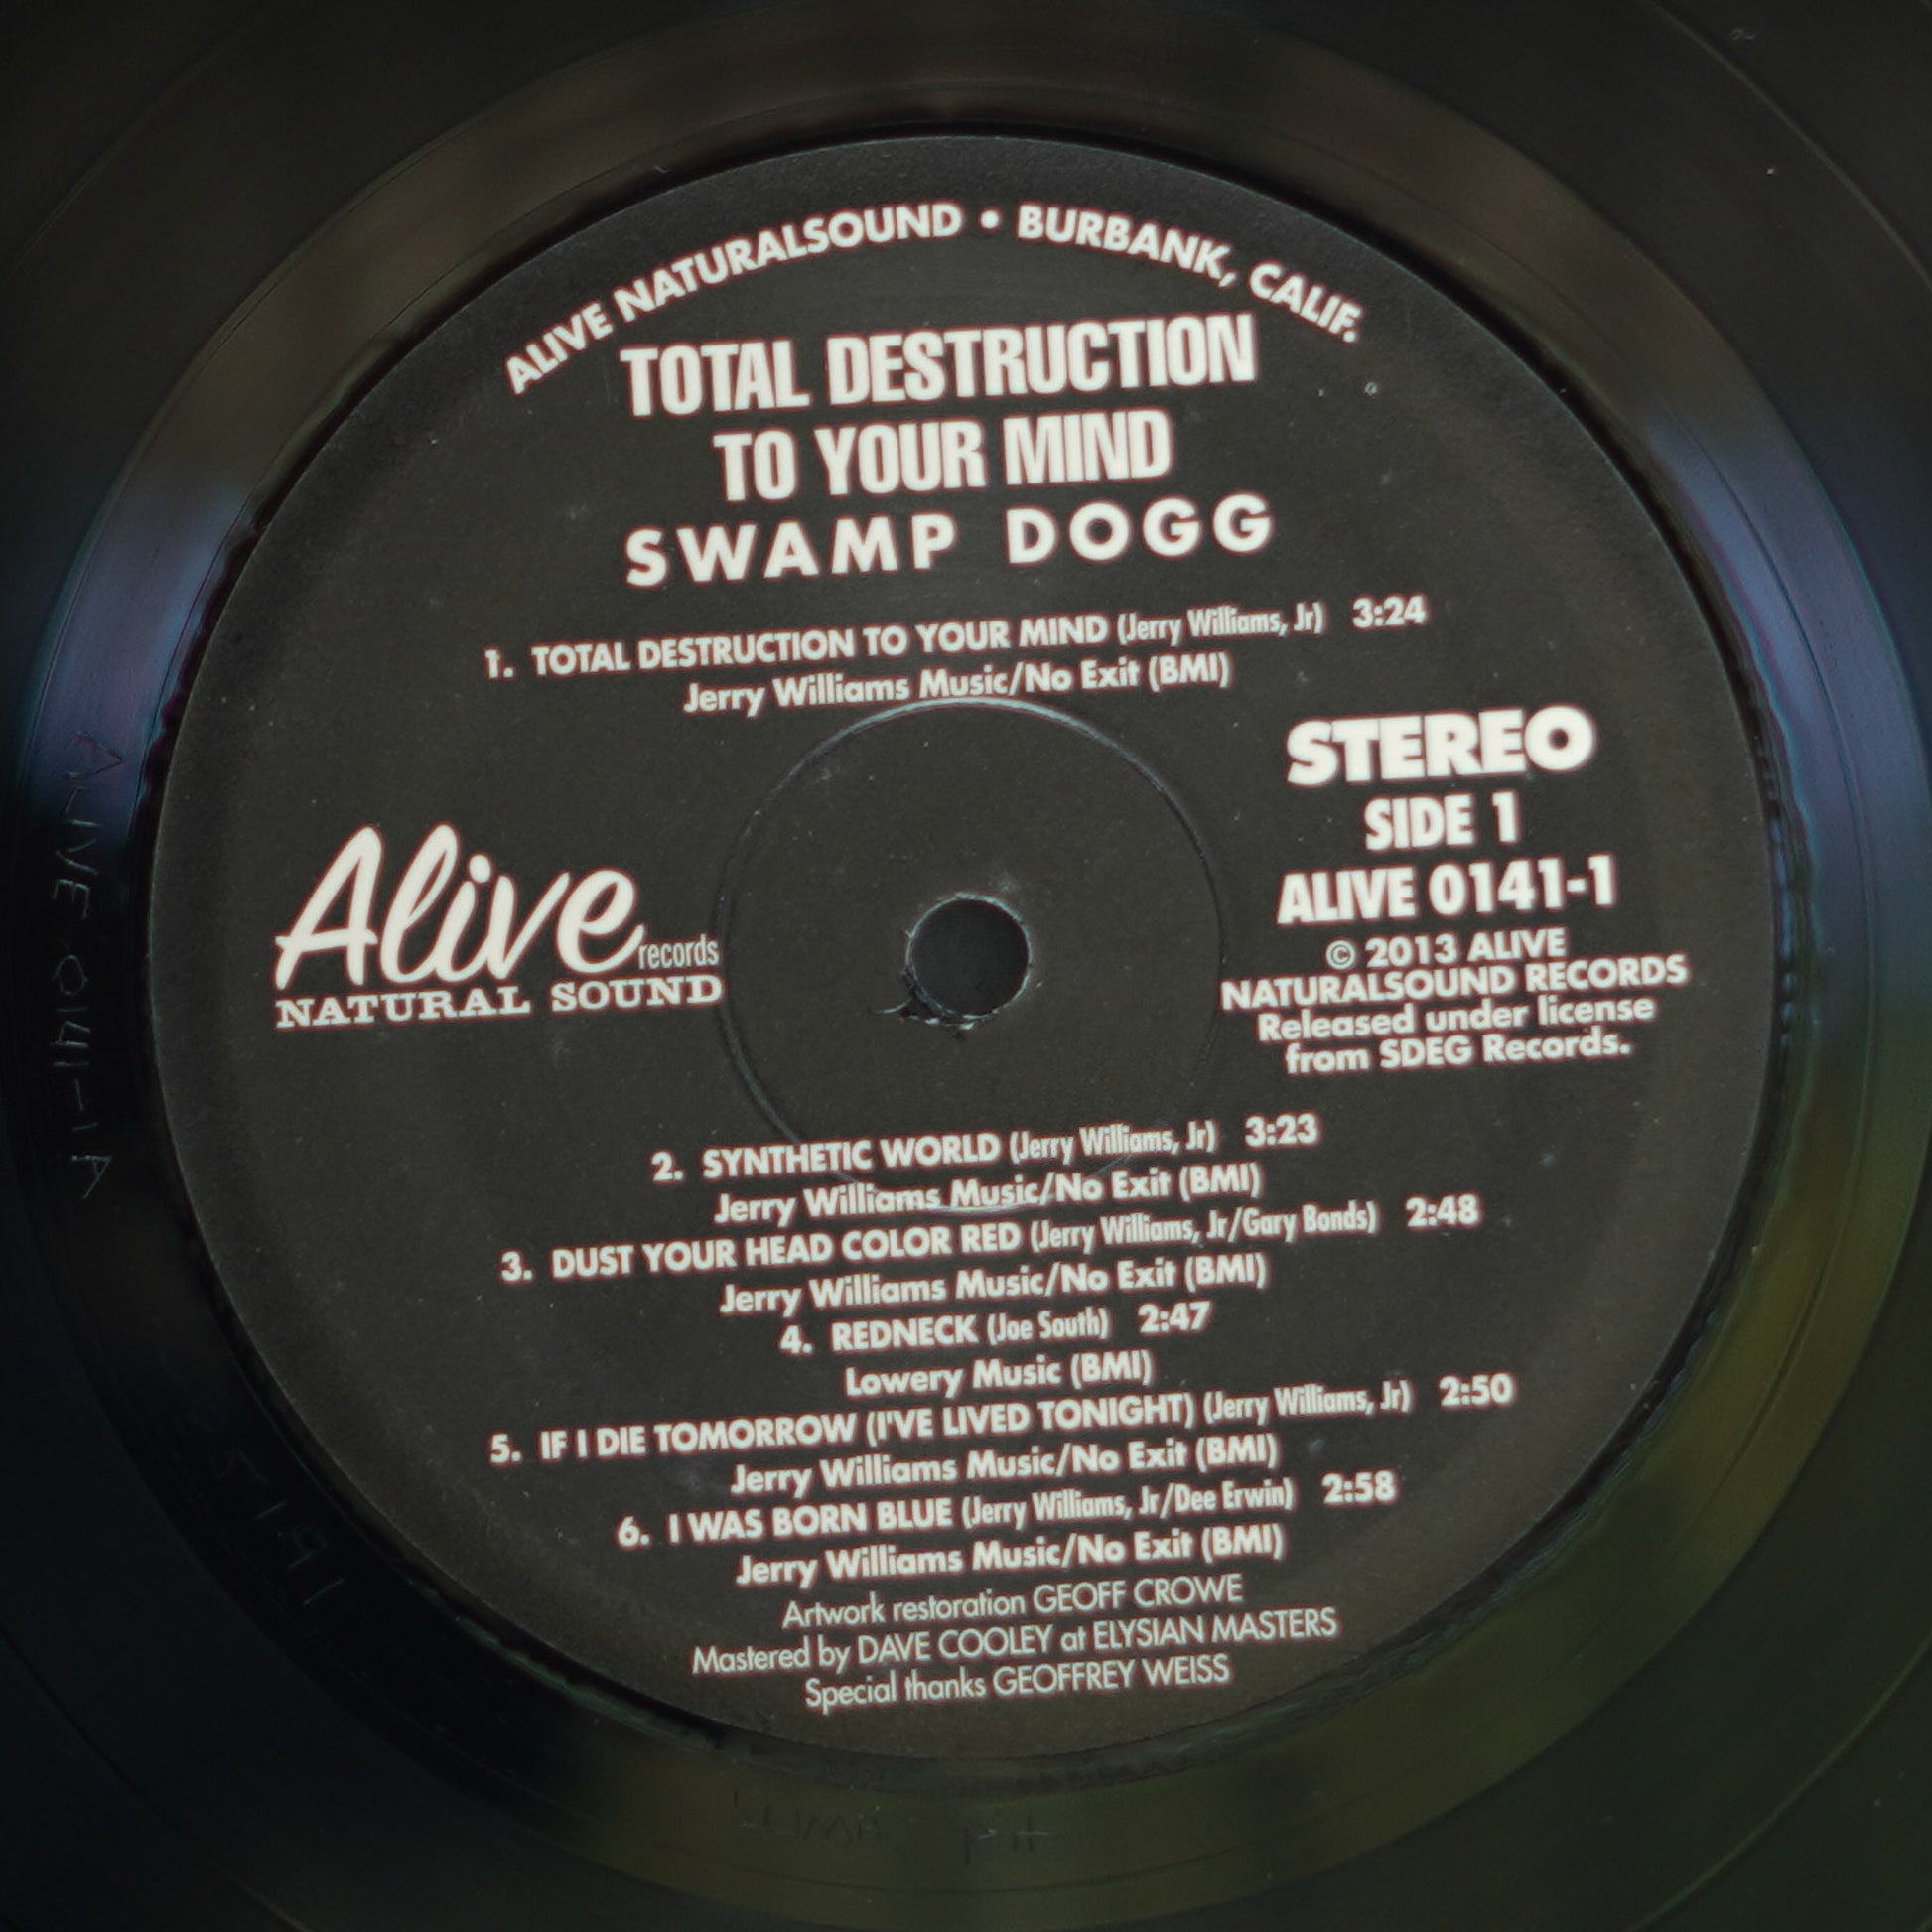 ALIVE NATURALSOUND • BURBANK, CALIF.
TOTAL DESTRUCTION
TO YOUR MIND
SWAMP DOGG
1. TOTAL DESTRUCTION TO YOUR MIND (Jerry Williams, Jr) 3:24
Jerry Williams Music/No Exit (BMI)
Alive records
NATURAL SOUND
STEREO
SIDE 1
ALIVE 0141-1
© 2013 ALIVE
NATURALSOUND RECORDS
Released under license
from SDEG Records.
2. SYNTHETIC WORLD (Jerry Williams, Jr) 3:23
Jerry Williams Music/No Exit (BMI)
3. DUST YOUR HEAD COLOR RED (Jerry Williams, Jr/Gary Bonds) 2:48
Jerry Williams Music/No Exit (BMI)
4. REDNECK (Joe South) 2:47
Lowery Music (BMI)
5. IF I DIE TOMORROW (I'VE LIVED TONIGHT) (Jerry Williams, Jr) 2:50
Jerry Williams Music/No Exit (BMI)
6. I WAS BORN BLUE (Jerry Williams, Jr/Dee Erwin) 2:58
Jerry Williams Music/No Exit (BMI)
Artwork restoration GEOFF CROWE
Mastered by DAVE COOLEY at ELYSIAN MASTERS
Special thanks GEOFFREY WEISS
ALIVE 0141-1A